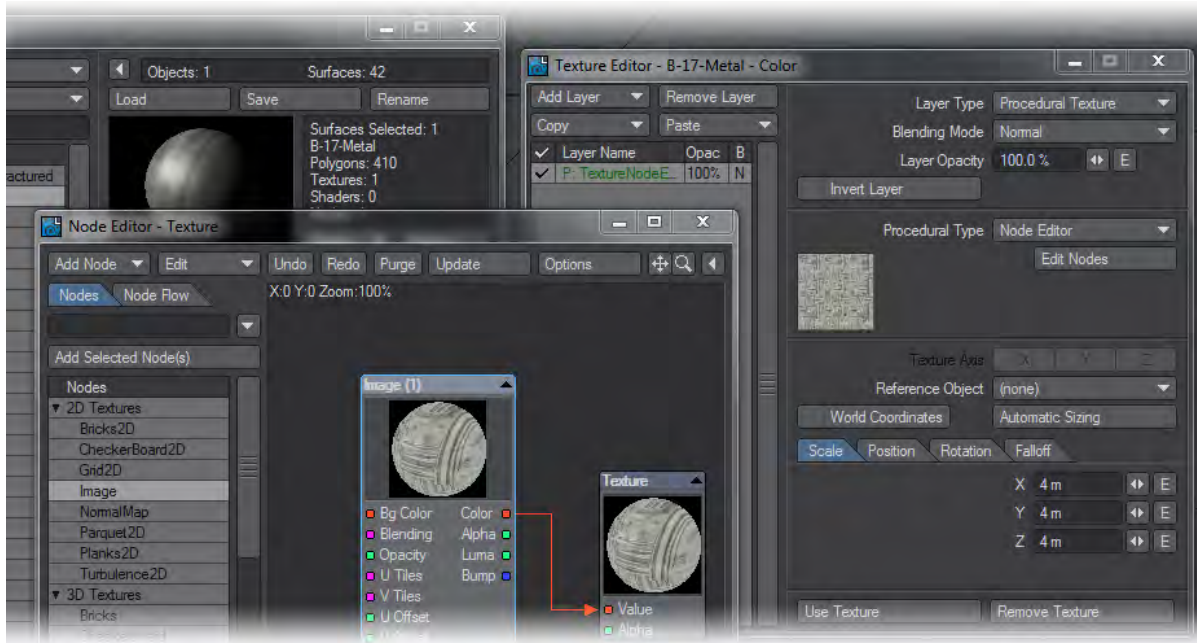 Objects: 1 Surfaces: 42
Load Save Rename
Surfaces Selected: 1
B-17-Metal
Polygons: 410
Textures: 1
Shaders: 0
actured
Texture Editor - B-17-Metal - Color
Add Layer Remove Layer
Copy Paste
Layer Name Opac B
P: TextureNodeE... 100% N
Layer Type Procedural Texture
Blending Mode Normal
Layer Opacity 100.0 % E
Invert Layer
Procedural Type Node Editor
Edit Nodes
Texture Axis X Y Z
Reference Object (none)
World Coordinates Automatic Sizing
Scale Position Rotation Falloff
X 4 m E
Y 4 m E
Z 4 m E
Use Texture Remove Texture
Node Editor - Texture
Add Node Edit Undo Redo Purge Update Options
Nodes Node Flow X:0 Y:0 Zoom:100%
Add Selected Node(s)
Nodes
2D Textures
Bricks2D
CheckerBoard2D
Grid2D
Image
NormalMap
Parquet2D
Planks2D
Turbulence2D
3D Textures
Bricks
Image (1)
Bg Color Color
Blending Alpha
Opacity Luma
U Tiles Bump
V Tiles
U Offset
Texture
Value
Alpha